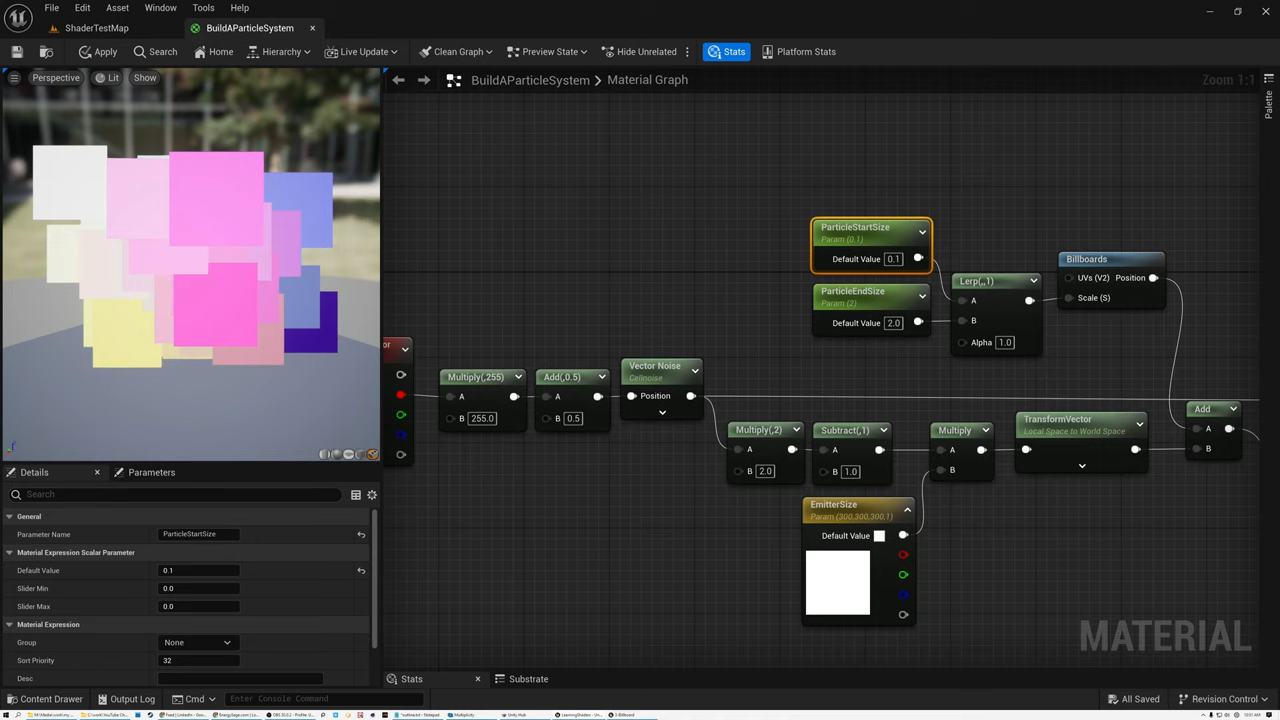 File Edit Asset Window Tools Help
ShaderTestMap BuildAParticleSystem
Apply Search Home Hierarchy Live Update Clean Graph Preview State Hide Unrelated Stats Platform Stats
Perspective Lit Show
BuildAParticleSystem > Material Graph
Zoom 1:1
Palette
ParticleStartSize
Param (0.1)
Default Value 0.1
ParticleEndSize
Param (2)
Default Value 2.0
Lerp(,,1)
A
B
Alpha 1.0
Billboards
UVs (V2) Position
Scale (S)
or
Multiply(,255)
A
B 255.0
Add(,0.5)
A
B 0.5
Vector Noise
Cellnoise
Position
Multiply(,2)
A
B 2.0
Subtract(,1)
A
B 1.0
Multiply
A
B
TransformVector
Local Space to World Space
Add
A
B
EmitterSize
Param (300,300,300,1)
Default Value
MATERIAL
Details Parameters
Search
General
Parameter Name ParticleStartSize
Material Expression Scalar Parameter
Default Value 0.1
Slider Min 0.0
Slider Max 0.0
Material Expression
Group None
Sort Priority 32
Desc
Stats Substrate
Content Drawer Output Log Cmd Enter Console Command
All Saved Revision Control
10:51 AM